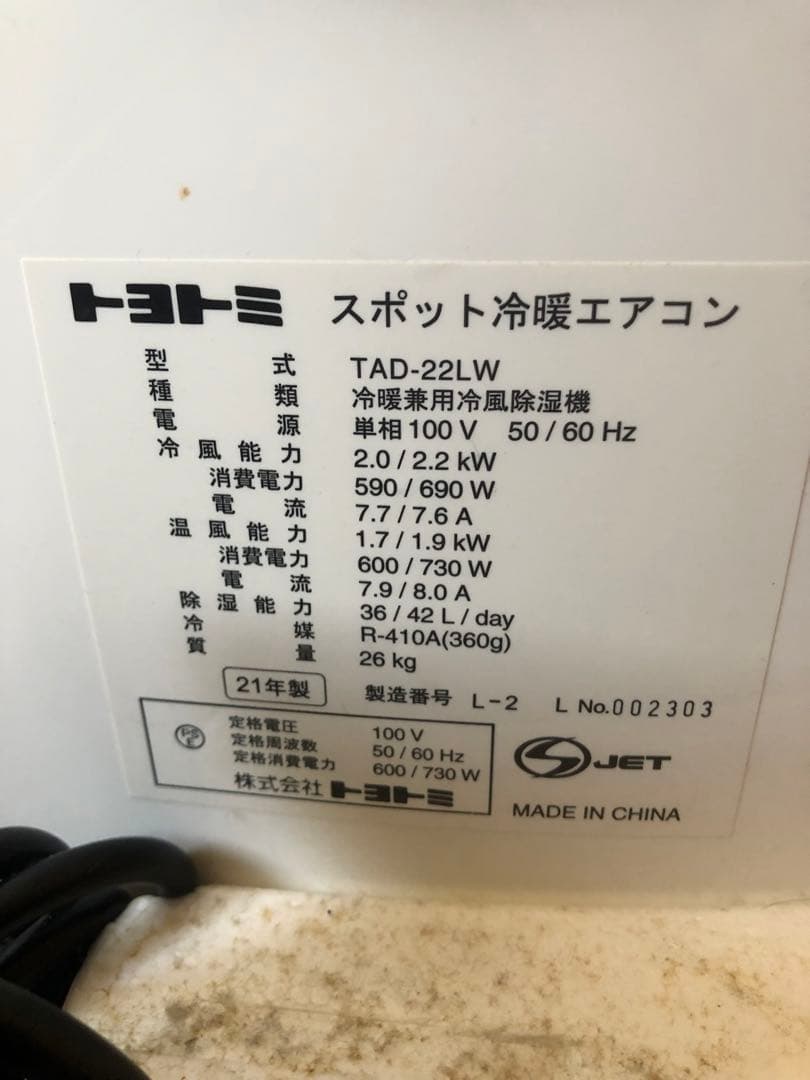 トヨトミ スポット冷暖エアコン
型式 TAD-22LW
種類 冷暖兼用冷風除湿機
電源 単相100V 50/60Hz
冷風能力 2.0/2.2kW
消費電力 590/690W
電流 7.7/7.6A
温風能力 1.7/1.9kW
消費電力 600/730W
電流 7.9/8.0A
除湿能力 36/42L/day
冷媒 R-410A(360g)
質量 26kg
21年製 製造番号 L-2 L No.002303
PS E 定格電圧 100V
定格周波数 50/60Hz
定格消費電力 600/730W
株式会社トヨトミ
S JET
MADE IN CHINA